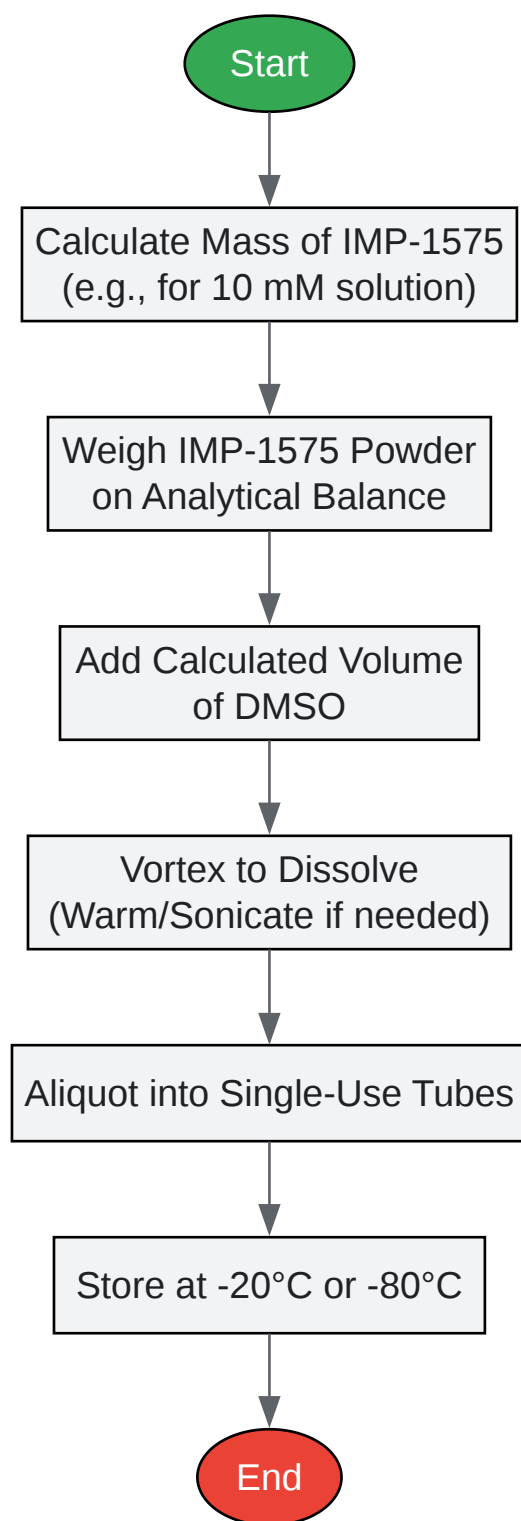 Start
Calculate Mass of IMP-1575
(e.g., for 10 mM solution)
Weigh IMP-1575 Powder
on Analytical Balance
Add Calculated Volume
of DMSO
Vortex to Dissolve
(Warm/Sonicate if needed)
Aliquot into Single-Use Tubes
Store at -20°C or -80°C
End